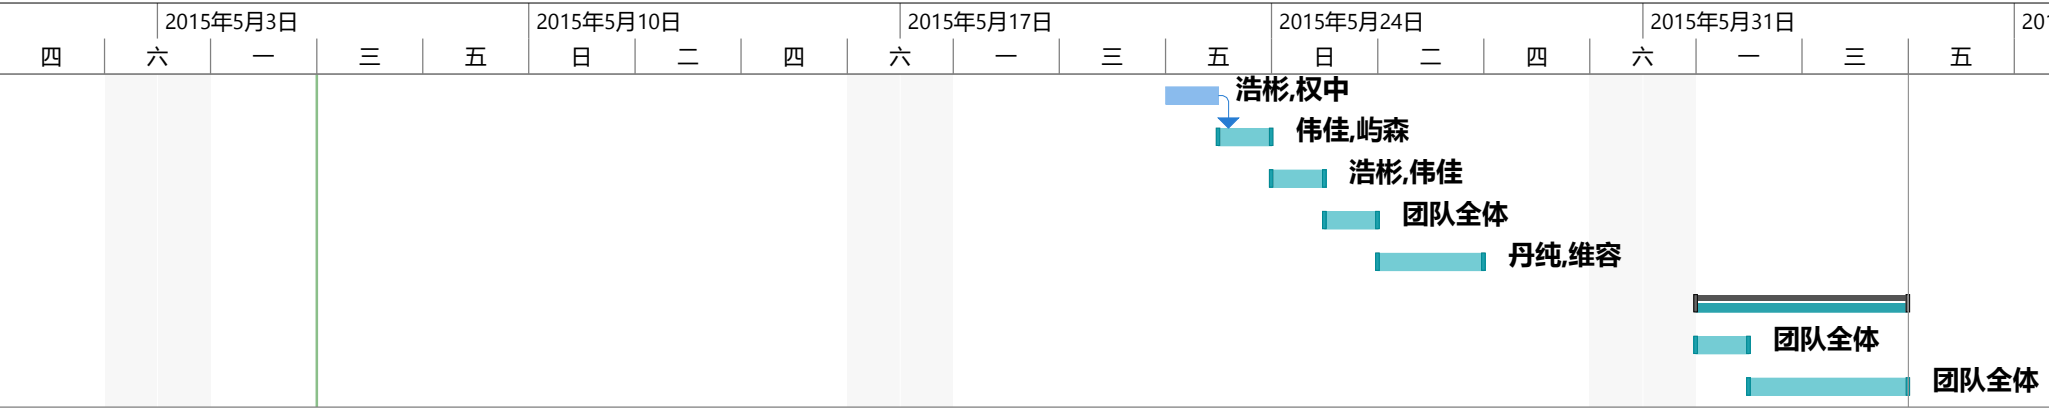 2015年5月3日 2015年5月10日 2015年5月17日 2015年5月24日 2015年5月31日 201
四 六 一 三 五 日 二 四 六 一 三 五 日 二 四 六 一 三 五
浩彬,权中
伟佳,屿森
浩彬,伟佳
团队全体
丹纯,维容
团队全体
团队全体